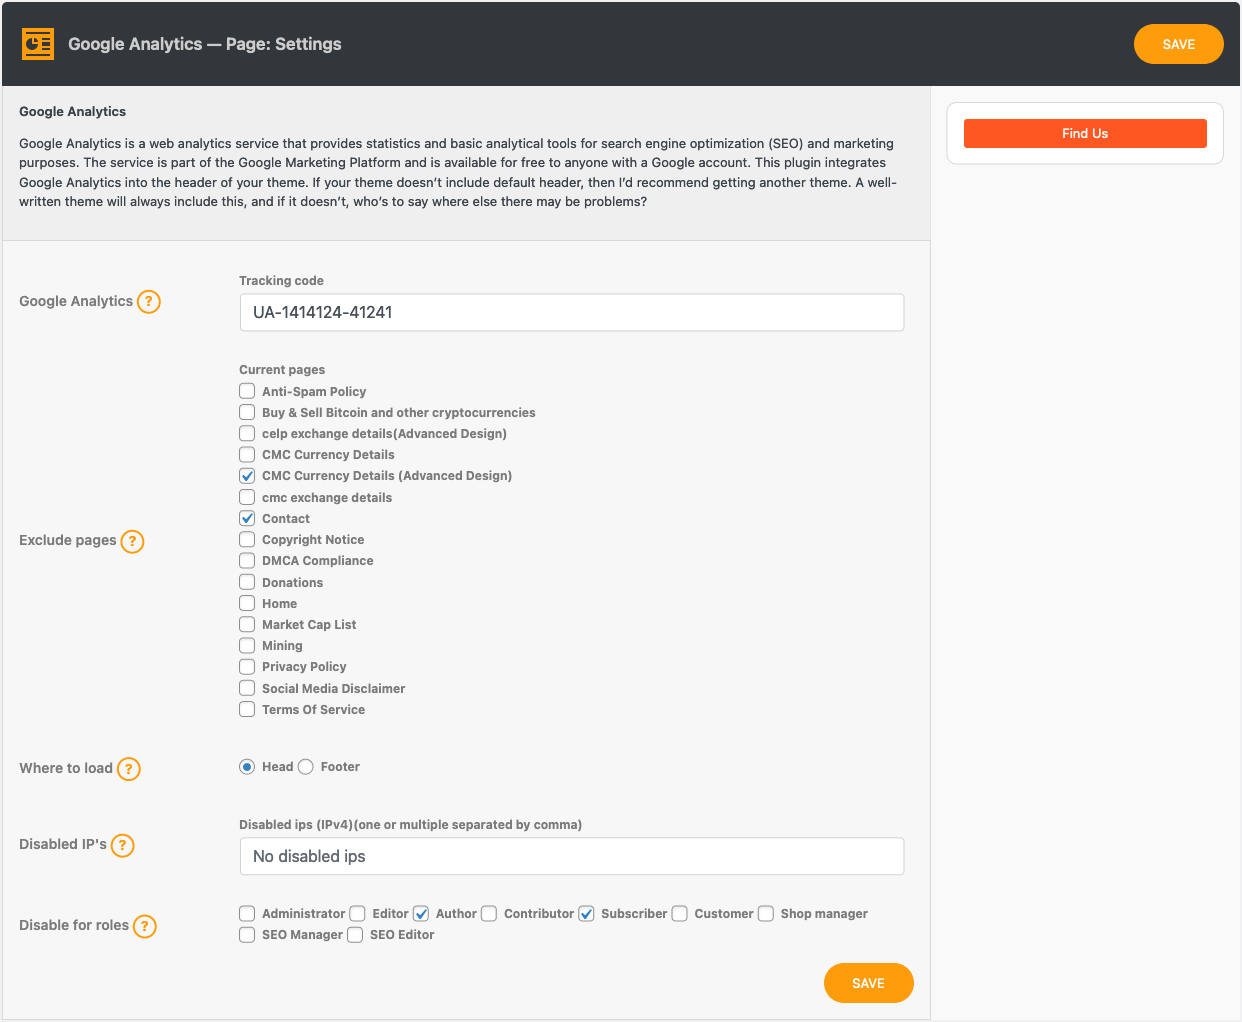 Google Analytics — Page: Settings
SAVE
Google Analytics
Google Analytics is a web analytics service that provides statistics and basic analytical tools for search engine optimization (SEO) and marketing
purposes. The service is part of the Google Marketing Platform and is available for free to anyone with a Google account. This plugin integrates
Google Analytics into the header of your theme. If your theme doesn’t include default header, then I’d recommend getting another theme. A well-
written theme will always include this, and if it doesn’t, who’s to say where else there may be problems?
Find Us
Google Analytics ?
Tracking code
UA-1414124-41241
Exclude pages ?
Current pages
Anti-Spam Policy
Buy & Sell Bitcoin and other cryptocurrencies
celp exchange details(Advanced Design)
CMC Currency Details
CMC Currency Details (Advanced Design)
cmc exchange details
Contact
Copyright Notice
DMCA Compliance
Donations
Home
Market Cap List
Mining
Privacy Policy
Social Media Disclaimer
Terms Of Service
Where to load ?
Head Footer
Disabled IP's ?
Disabled ips (IPv4)(one or multiple separated by comma)
No disabled ips
Disable for roles ?
Administrator Editor Author Contributor Subscriber Customer Shop manager
SEO Manager SEO Editor
SAVE